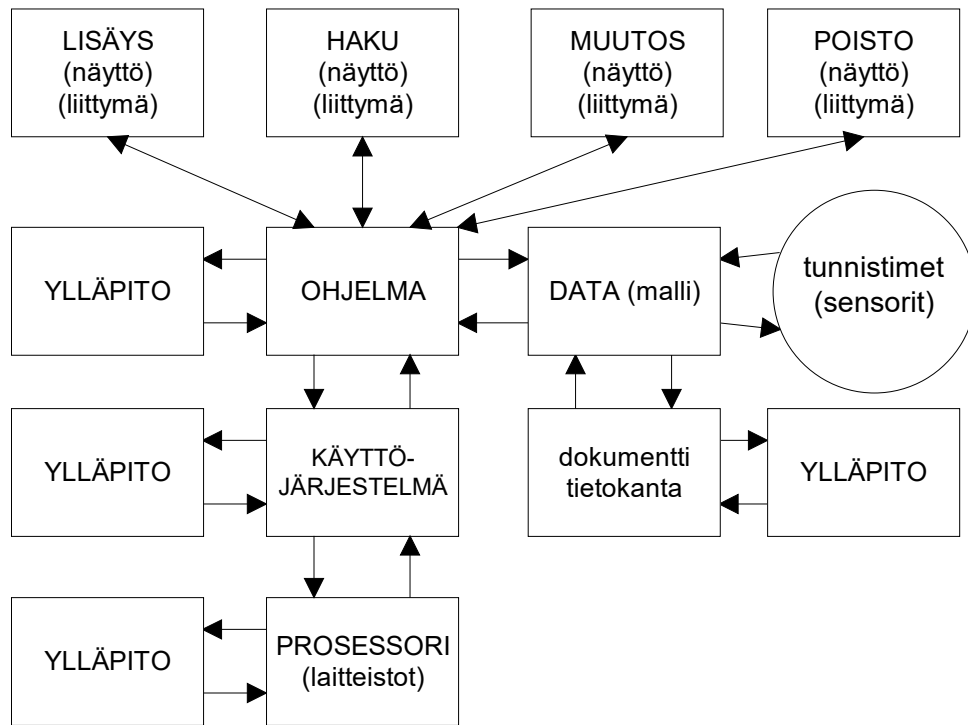 LISÄYS
(näyttö)
(liittymä)
HAKU
(näyttö)
(liittymä)
MUUTOS
(näyttö)
(liittymä)
POISTO
(näyttö)
(liittymä)
YLLÄPITO
OHJELMA
DATA (malli)
tunnistimet
(sensorit)
YLLÄPITO
KÄYTTÖ-
JÄRJESTELMÄ
dokumentti
tietokanta
YLLÄPITO
YLLÄPITO
PROSESSORI
(laitteistot)